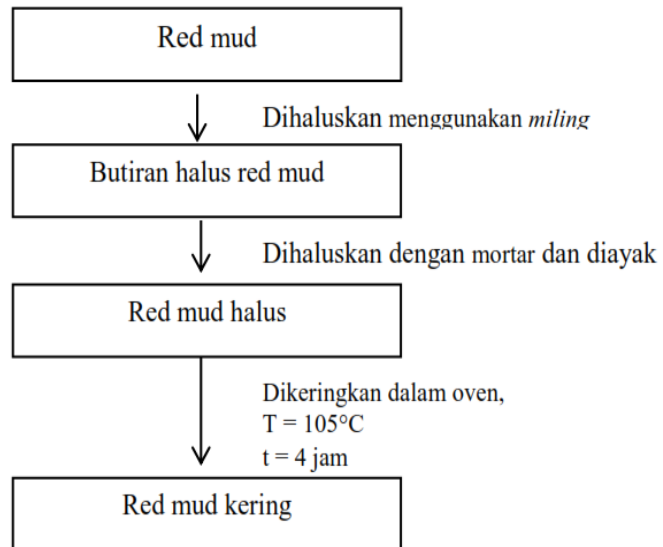 Red mud
Dihaluskan menggunakan miling
Butiran halus red mud
Dihaluskan dengan mortar dan diayak
Red mud halus
Dikeringkan dalam oven,
T = 105°C
t = 4 jam
Red mud kering